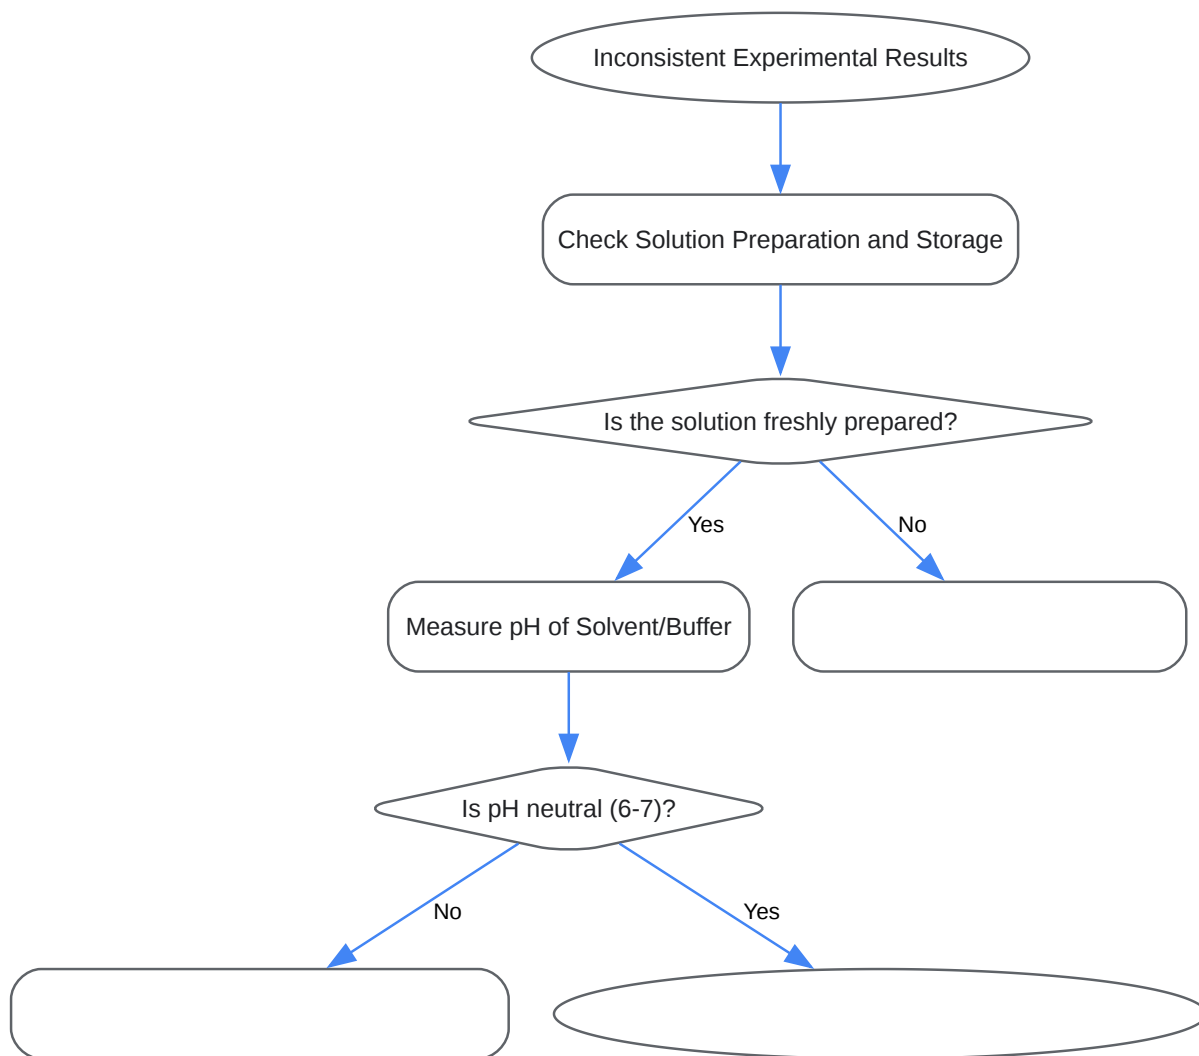 Inconsistent Experimental Results
Check Solution Preparation and Storage
Is the solution freshly prepared?
Yes
No
Measure pH of Solvent/Buffer
Is pH neutral (6-7)?
No
Yes